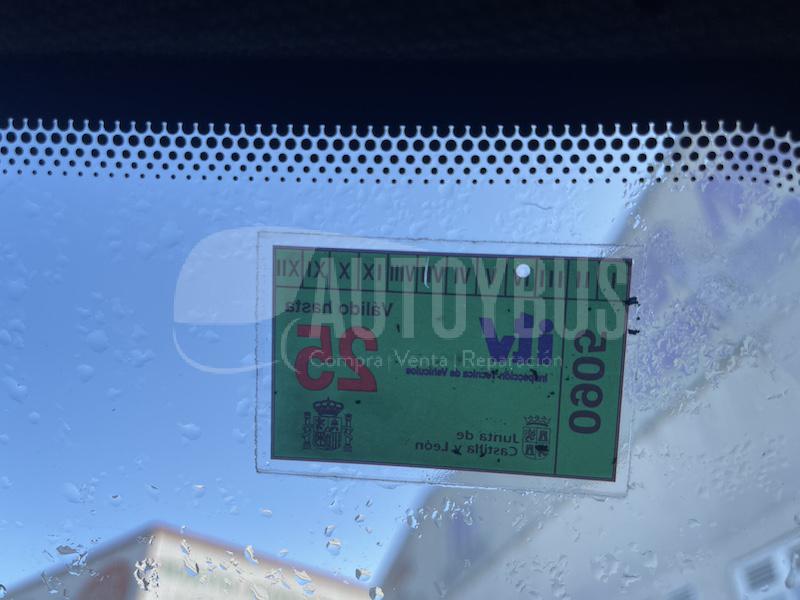 I II III IV V VI VII VIII IX X XI XII
Válido hasta
25
itv
Inspección Técnica de Vehículos
Junta de
Castilla y León
AUTOYBUS
Compra | Venta | Reparación